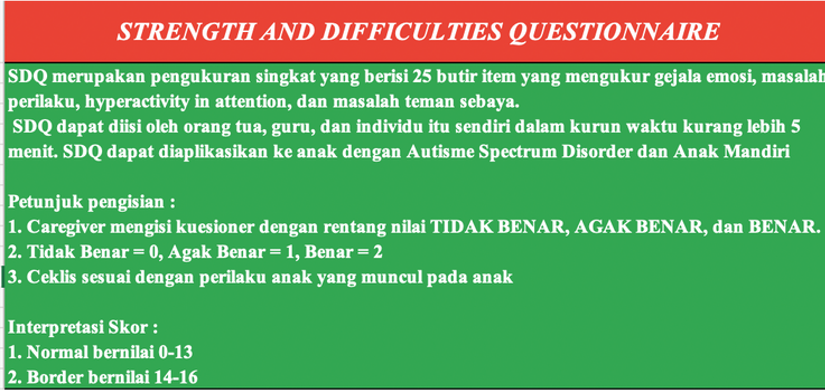 STRENGTH AND DIFFICULTIES QUESTIONNAIRE
SDQ merupakan pengukuran singkat yang berisi 25 butir item yang mengukur gejala emosi, masalah
perilaku, hyperactivity in attention, dan masalah teman sebaya.
SDQ dapat diisi oleh orang tua, guru, dan individu itu sendiri dalam kurun waktu kurang lebih 5
menit. SDQ dapat diaplikasikan ke anak dengan Autisme Spectrum Disorder dan Anak Mandiri
Petunjuk pengisian :
1. Caregiver mengisi kuesioner dengan rentang nilai TIDAK BENAR, AGAK BENAR, dan BENAR.
2. Tidak Benar = 0, Agak Benar = 1, Benar = 2
3. Ceklis sesuai dengan perilaku anak yang muncul pada anak
Interpretasi Skor :
1. Normal bernilai 0-13
2. Border bernilai 14-16